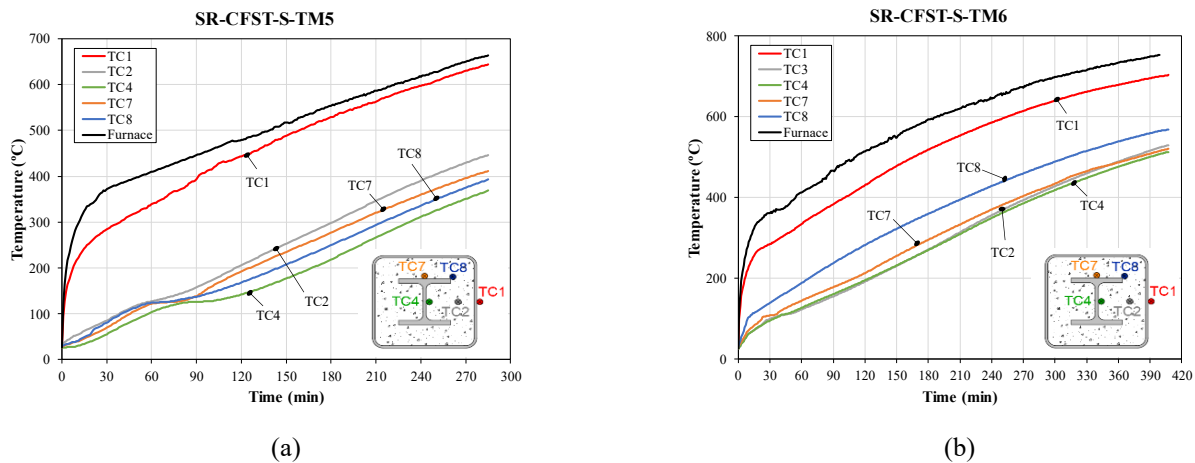 SR-CFST-S-TM5
Temperature (ºC)
700
600
500
400
300
200
100
0
TC1
TC2
TC4
TC7
TC8
Furnace
TC1
TC7
TC8
TC2
TC4
TC7
TC8
TC1
TC4
TC2
0 30 60 90 120 150 180 210 240 270 300
Time (min)
(a)
SR-CFST-S-TM6
Temperature (ºC)
800
600
400
200
0
TC1
TC3
TC4
TC7
TC8
Furnace
TC1
TC8
TC7
TC4
TC2
TC7
TC8
TC1
TC4
TC2
0 30 60 90 120 150 180 210 240 270 300 330 360 390 420
Time (min)
(b)